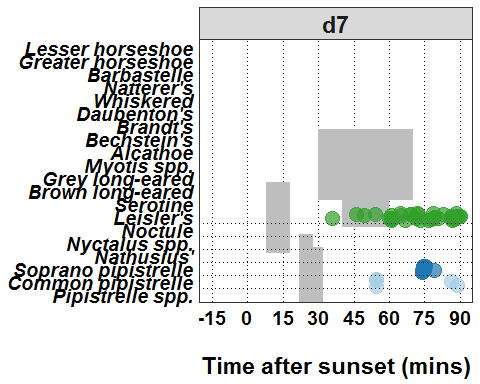 d7
Lesser horseshoe
Greater horseshoe
Barbastelle
Natterer's
Whiskered
Daubenton's
Brandt's
Bechstein's
Alcathoe
Myotis spp.
Grey long-eared
Brown long-eared
Serotine
Leisler's
Noctule
Nyctalus spp.
Nathusius'
Soprano pipistrelle
Common pipistrelle
Pipistrelle spp.
-15 0 15 30 45 60 75 90
Time after sunset (mins)